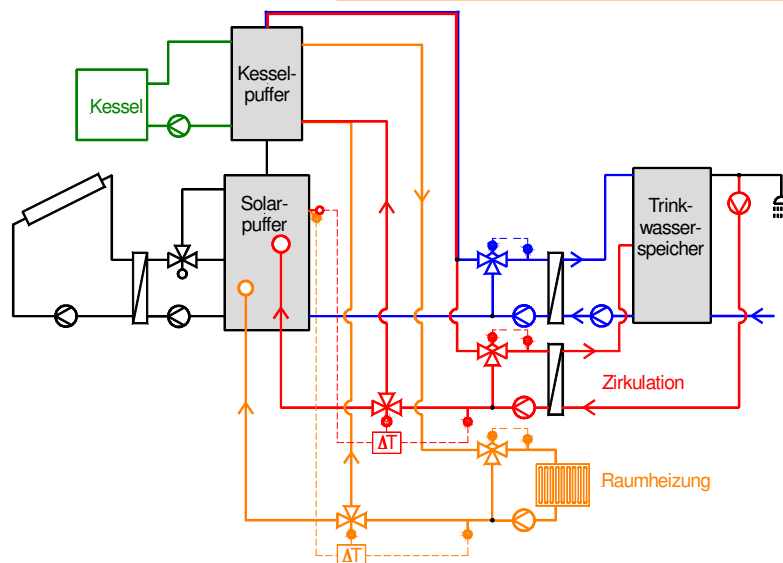 Kessel-
puffer
Kessel
Solar-
puffer
Trink-
wasser-
speicher
Zirkulation
ΔT
Raumheizung
ΔT